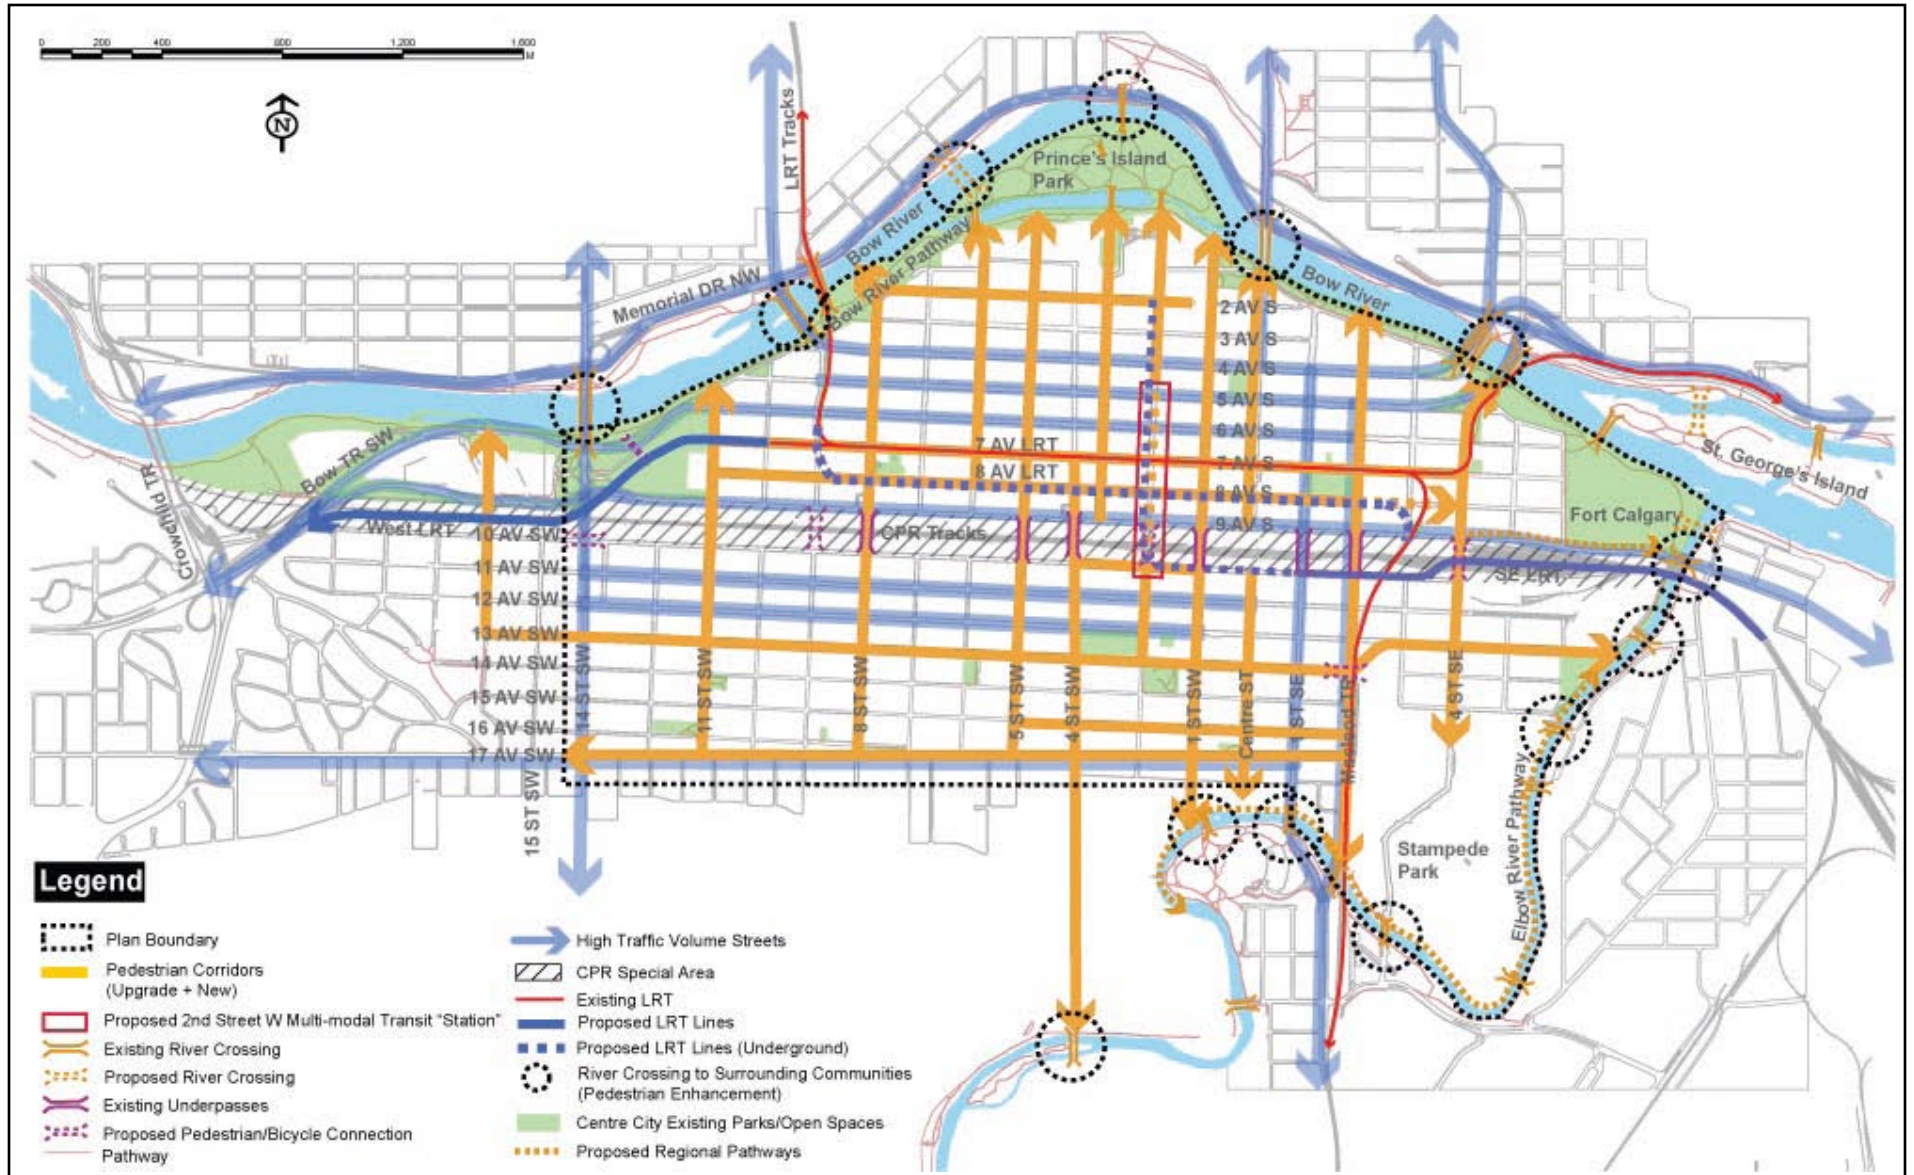 0 200 400 800 1,200 1,600
M
N
LRT Tracks
Prince's Island
Park
Bow River
Bow River Pathway
Memorial DR NW
Bow River
2 AV S
3 AV S
4 AV S
5 AV S
6 AV S
7 AV LRT
7 AV S
8 AV LRT
8 AV S
9 AV S
St. George's Island
Fort Calgary
Bow TR SW
Crowchild TR
West LRT
CPR Tracks
SE LRT
10 AV SW
11 AV SW
12 AV SW
13 AV SW
14 AV SW
15 AV SW
16 AV SW
17 AV SW
15 ST SW
14 ST SW
11 ST SW
8 ST SW
5 ST SW
4 ST SW
1 ST SW
Centre ST
1 ST SE
Macleod TR
4 ST SE
Elbow River Pathway
Stampede
Park
Legend
Plan Boundary
Pedestrian Corridors
(Upgrade + New)
Proposed 2nd Street W Multi-modal Transit "Station"
Existing River Crossing
Proposed River Crossing
Existing Underpasses
Proposed Pedestrian/Bicycle Connection
Pathway
High Traffic Volume Streets
CPR Special Area
Existing LRT
Proposed LRT Lines
Proposed LRT Lines (Underground)
River Crossing to Surrounding Communities
(Pedestrian Enhancement)
Centre City Existing Parks/Open Spaces
Proposed Regional Pathways